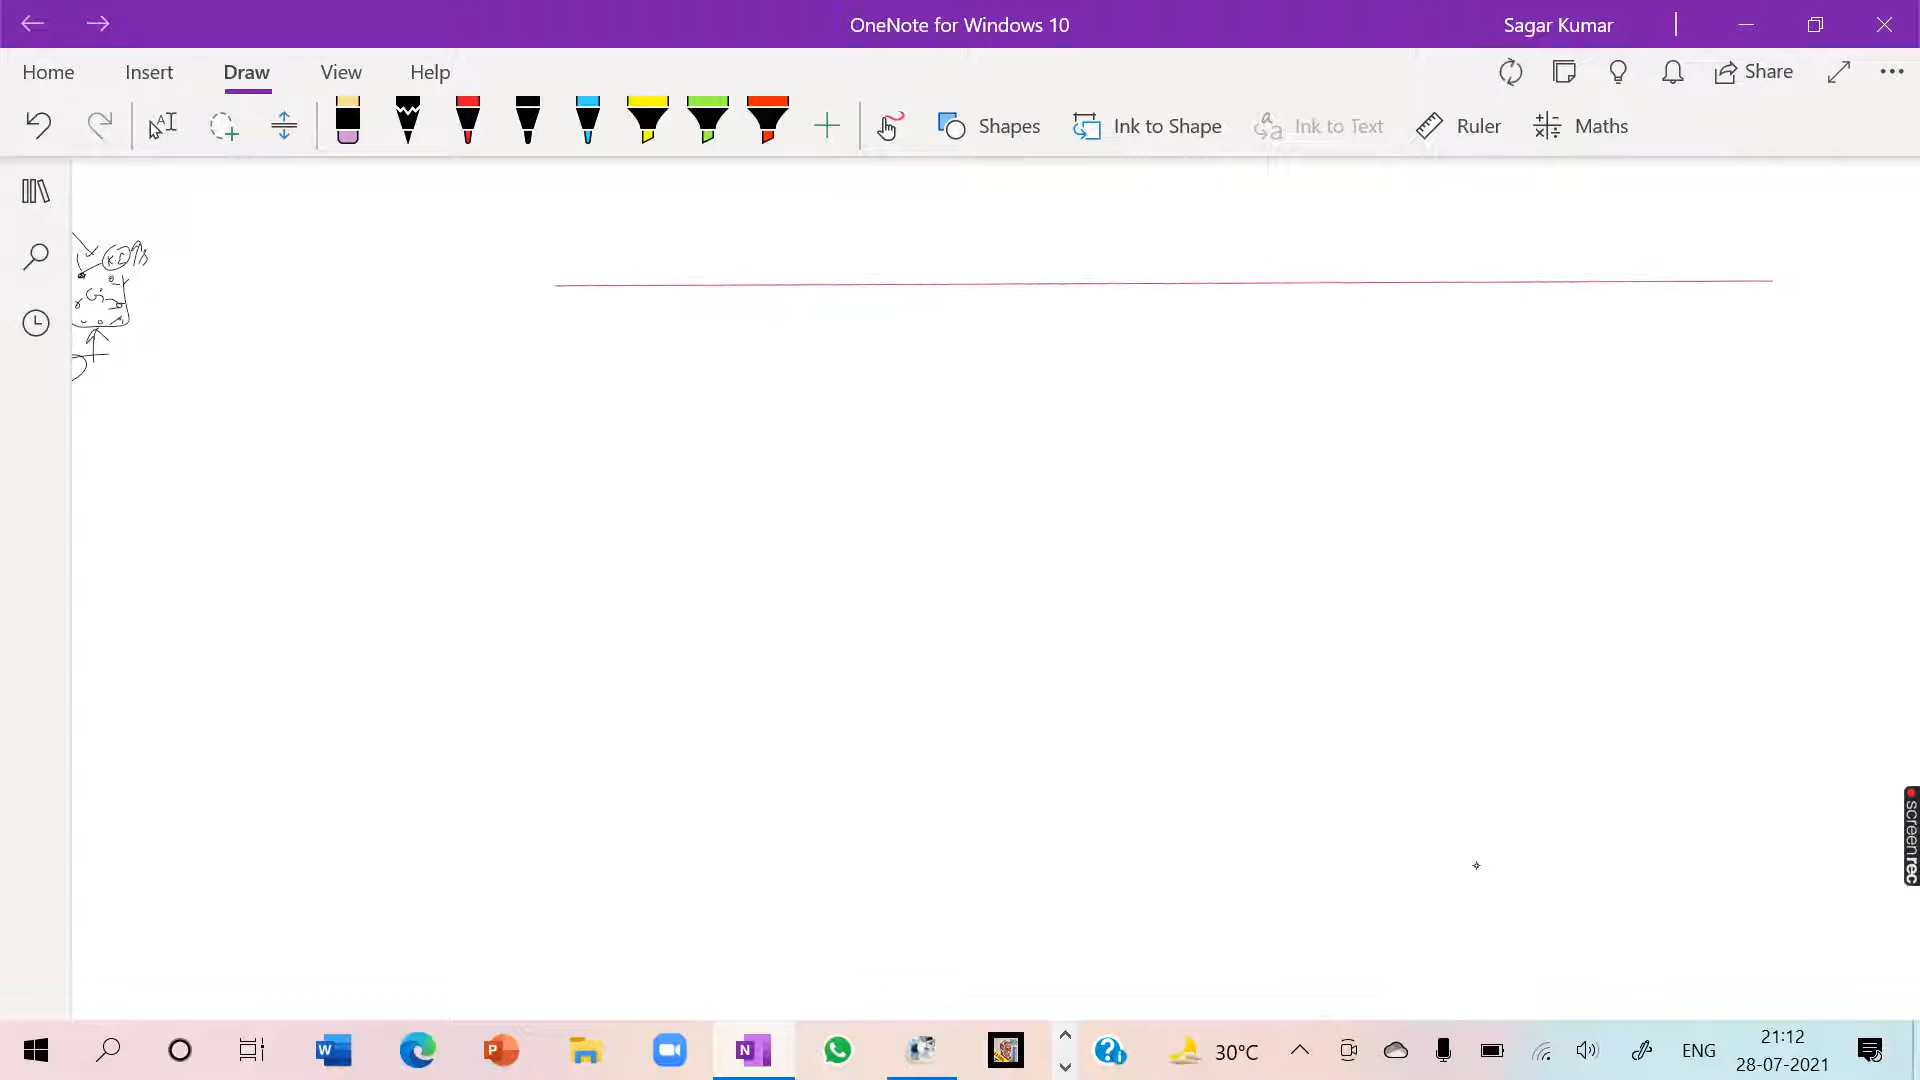 OneNote for Windows 10
Sagar Kumar
Home Insert Draw View Help
Share
Shapes Ink to Shape Ink to Text Ruler Maths
K.E
G
screenrec
30°C
ENG
21:12
28-07-2021